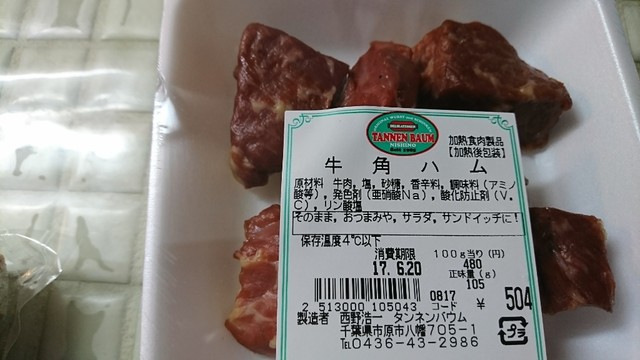 TANNEN BAUM
NISHINO
加熱食肉製品
【加熱後包装】
牛角ハム
原材料 牛肉，塩，砂糖，香辛料，調味料（アミノ
酸等），発色剤（亜硝酸Ｎａ），酸化防止剤（Ｖ．
Ｃ），リン酸塩
そのまま，おつまみや，サラダ，サンドイッチに！
保存温度４℃以下
消費期限
17. 6.20
100g当り（円）
480
正味量（g）
105
0817
コード
¥ 504
2 513000 105043
製造者 西野浩一 タンネンバウム
千葉県市原市八幡705-1
℡0436-43-2986
プラ